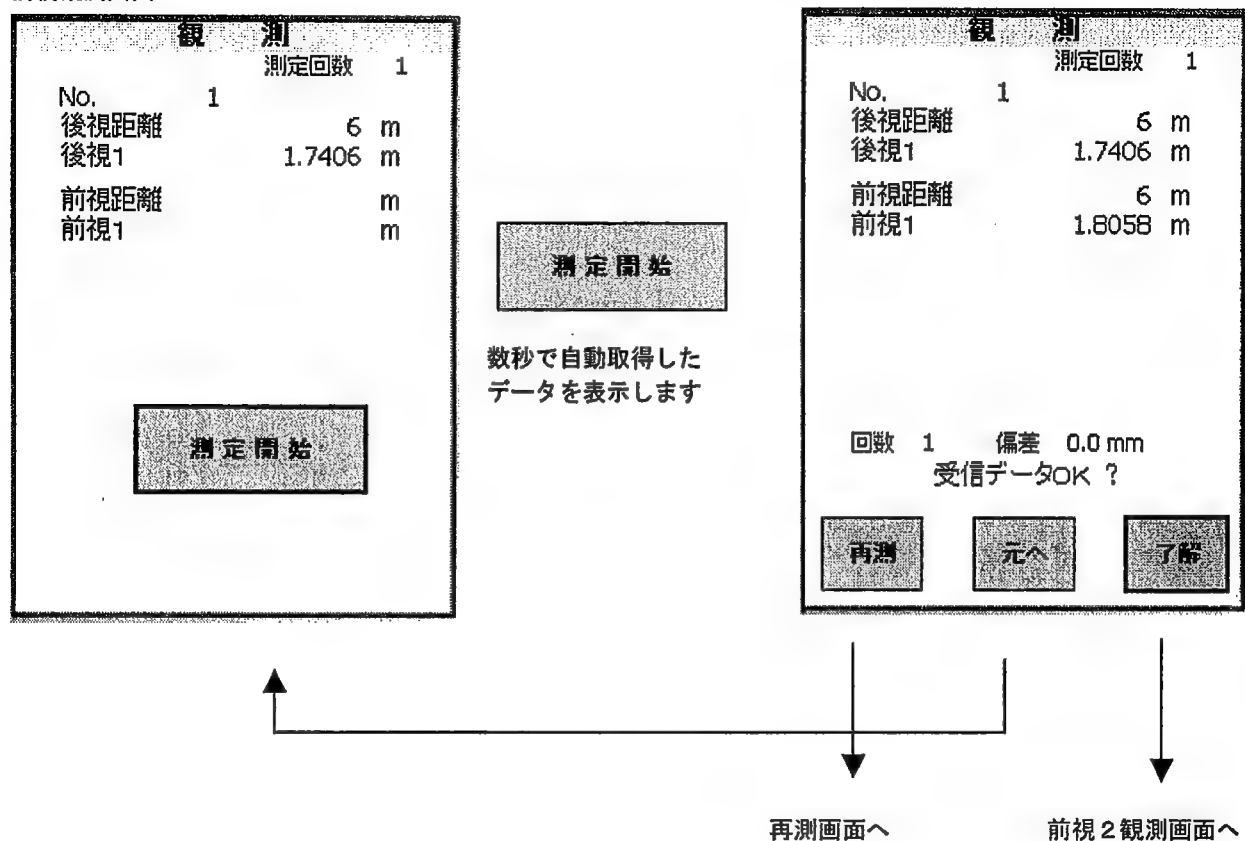 観 測
測定回数 1
No. 1
後視距離 6 m
後視1 1.7406 m
前視距離 m
前視1 m
測定開始
測定開始
数秒で自動取得した
データを表示します
観 測
測定回数 1
No. 1
後視距離 6 m
後視1 1.7406 m
前視距離 6 m
前視1 1.8058 m
回数 1 偏差 0.0 mm
受信データOK ?
再測 元へ 了解
再測画面へ 前視2観測画面へ